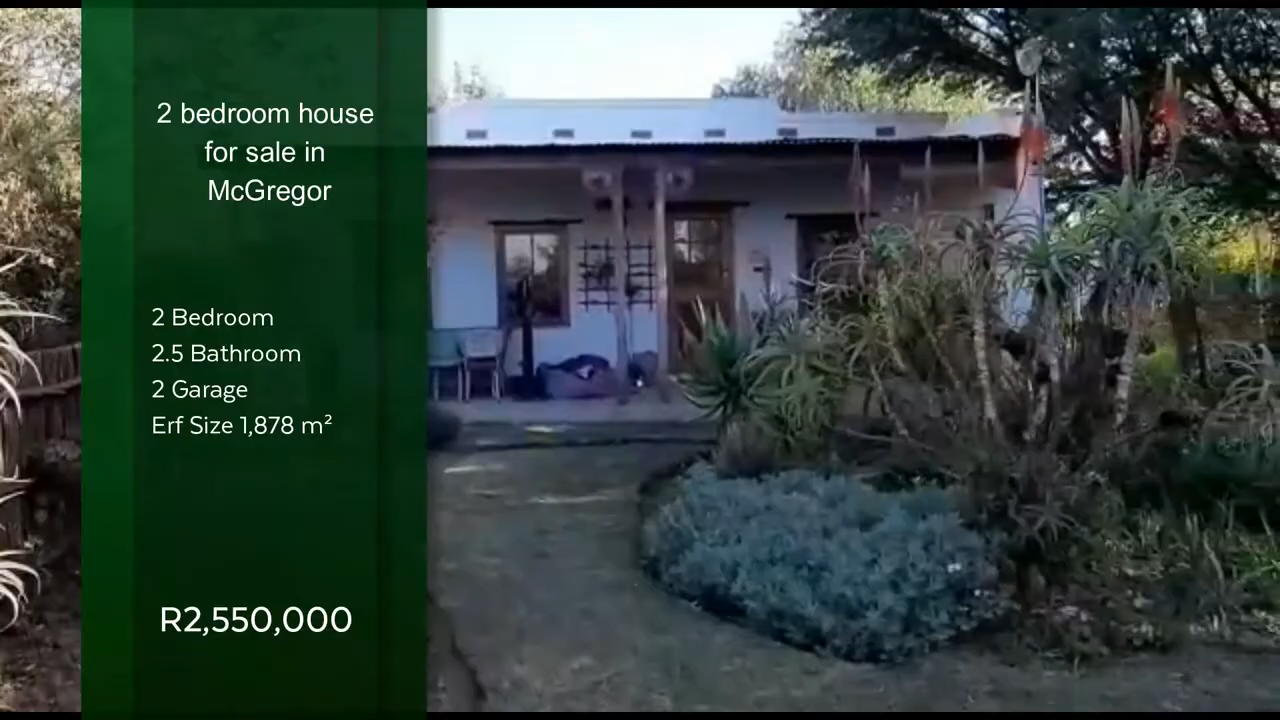 2 bedroom house
for sale in
McGregor
2 Bedroom
2.5 Bathroom
2 Garage
Erf Size 1,878 m²
R2,550,000